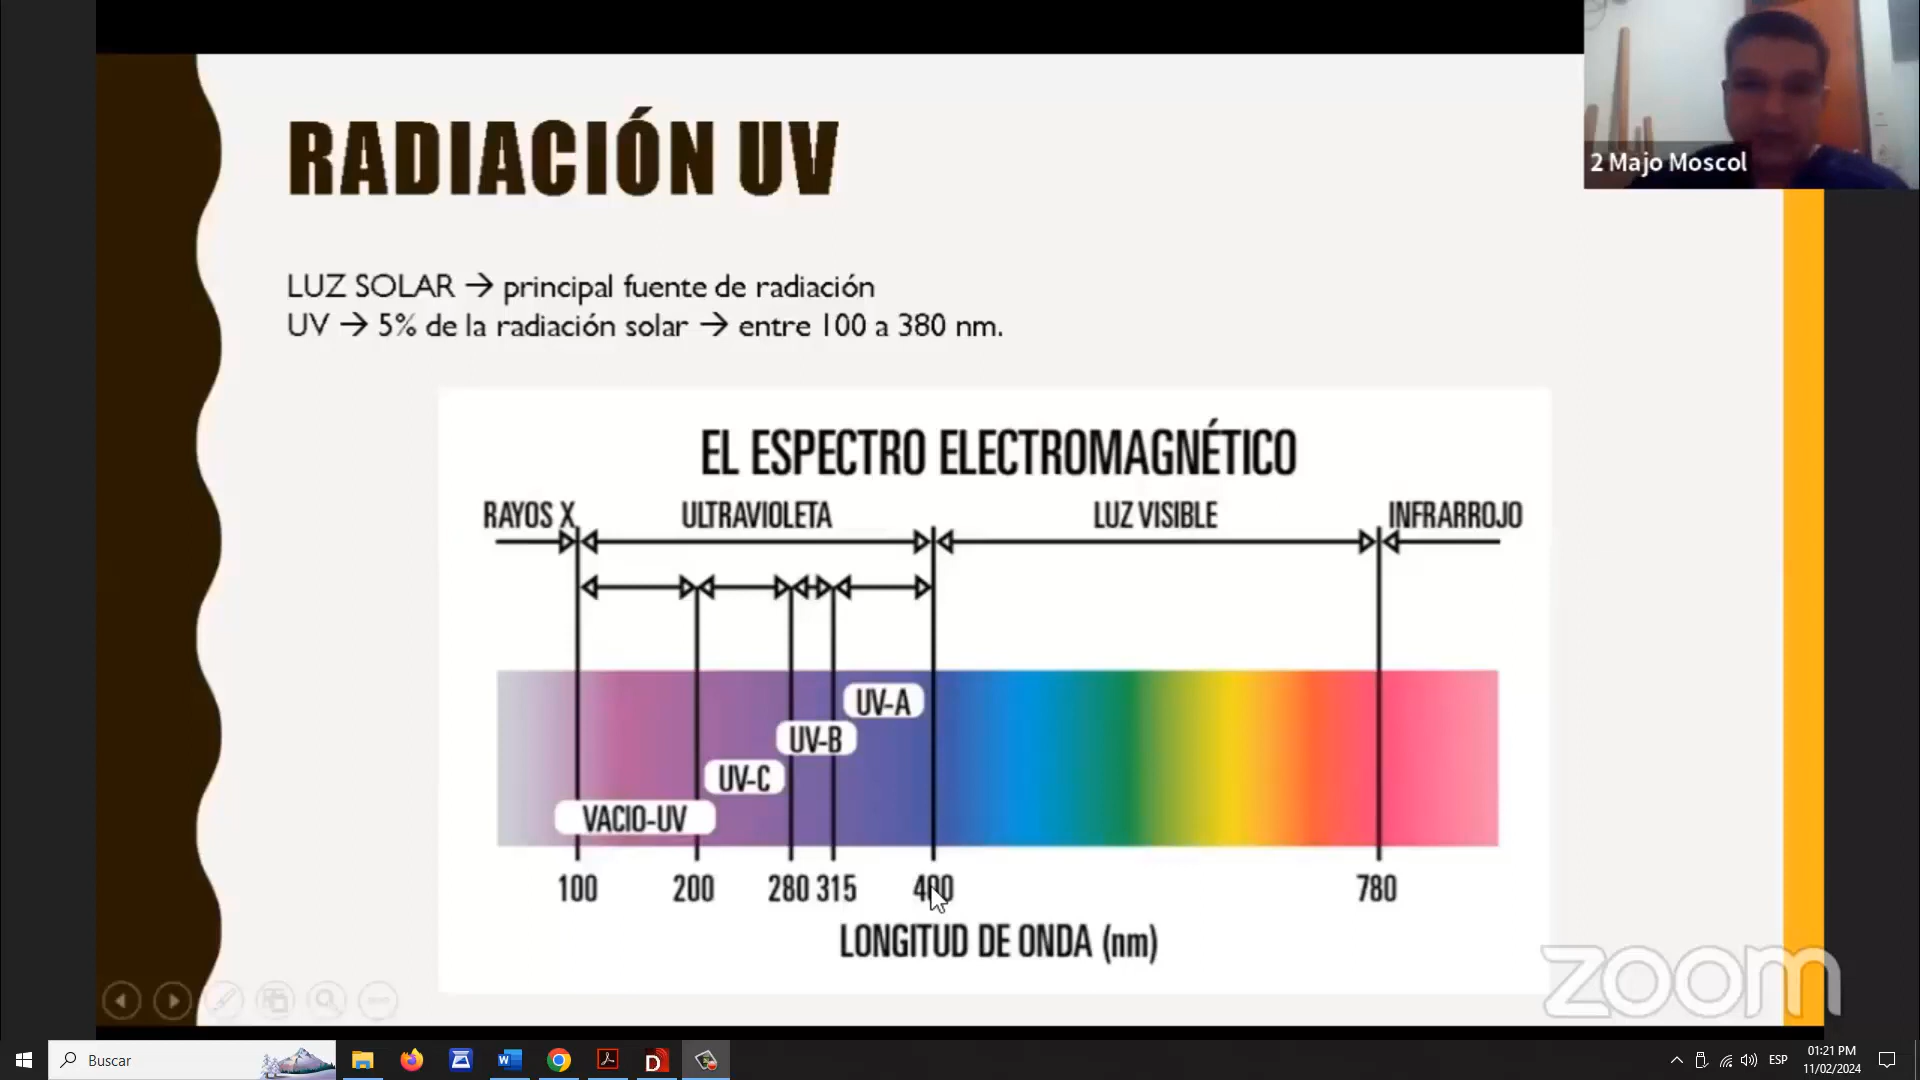 RADIACIÓN UV
2 Majo Moscol
LUZ SOLAR → principal fuente de radiación
UV → 5% de la radiación solar → entre 100 a 380 nm.
EL ESPECTRO ELECTROMAGNÉTICO
RAYOS X ULTRAVIOLETA LUZ VISIBLE INFRARROJO
UV-A
UV-B
UV-C
VACIO-UV
100 200 280 315 400 780
LONGITUD DE ONDA (nm)
zoom
Buscar
ESP
01:21 PM
11/02/2024